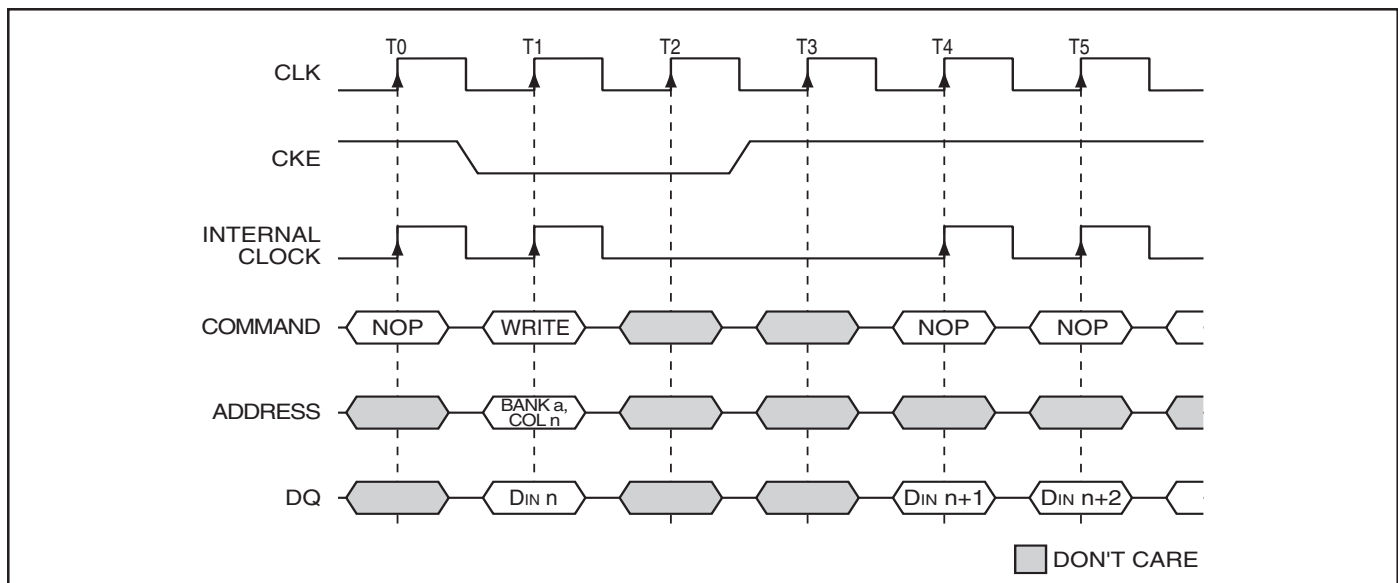 T0 T1 T2 T3 T4 T5
CLK
CKE
INTERNAL
CLOCK
COMMAND NOP WRITE NOP NOP
ADDRESS BANK a,
COL n
DQ DIN n DIN n+1 DIN n+2
DON'T CARE